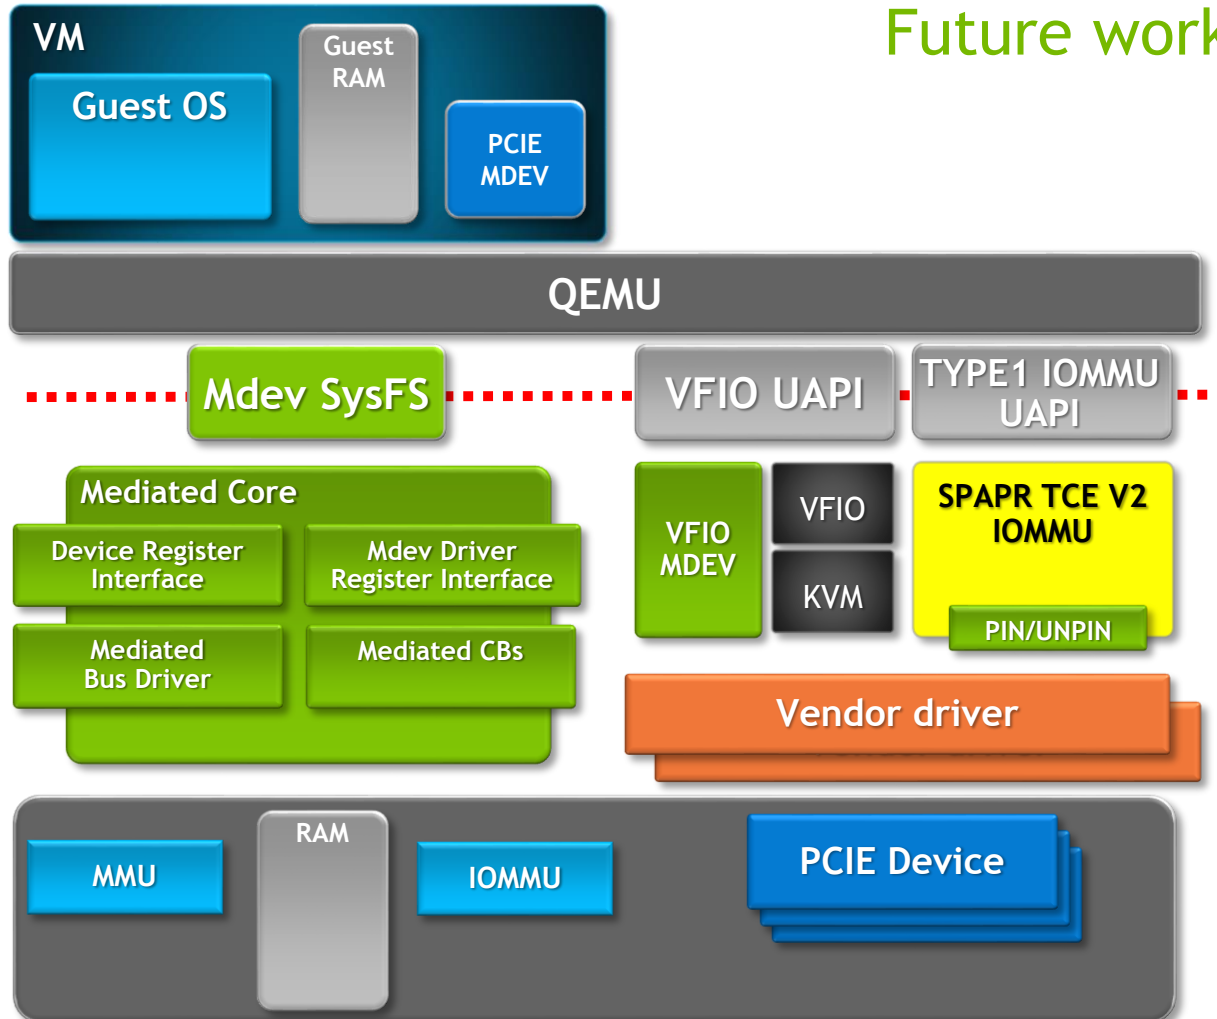 Future work
VM
Guest OS
Guest
RAM
PCIE
MDEV
QEMU
Mdev SysFS
VFIO UAPI
TYPE1 IOMMU
UAPI
Mediated Core
Device Register
Interface
Mdev Driver
Register Interface
Mediated
Bus Driver
Mediated CBs
VFIO
MDEV
VFIO
KVM
SPAPR TCE V2
IOMMU
PIN/UNPIN
Vendor driver
MMU
RAM
IOMMU
PCIE Device